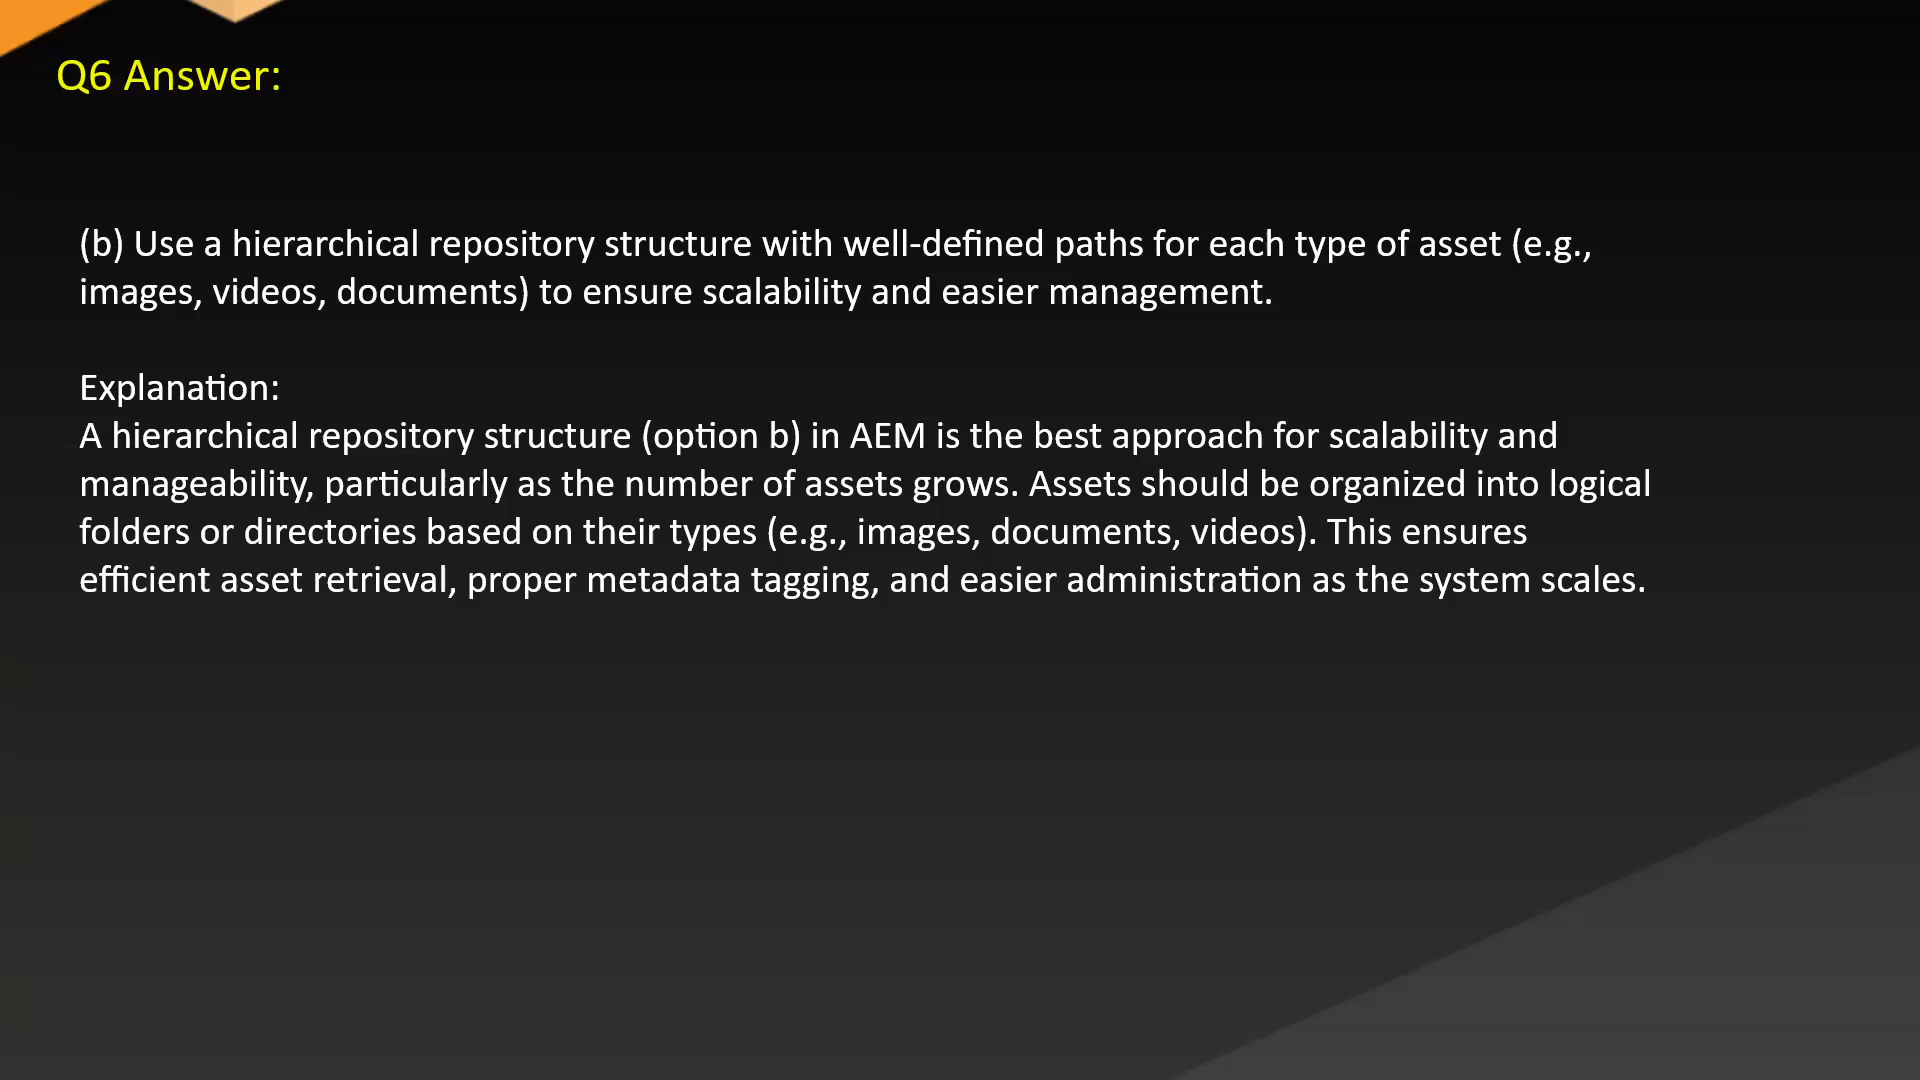 Q6 Answer:
(b) Use a hierarchical repository structure with well-defined paths for each type of asset (e.g.,
images, videos, documents) to ensure scalability and easier management.
Explanation:
A hierarchical repository structure (option b) in AEM is the best approach for scalability and
manageability, particularly as the number of assets grows. Assets should be organized into logical
folders or directories based on their types (e.g., images, documents, videos). This ensures
efficient asset retrieval, proper metadata tagging, and easier administration as the system scales.